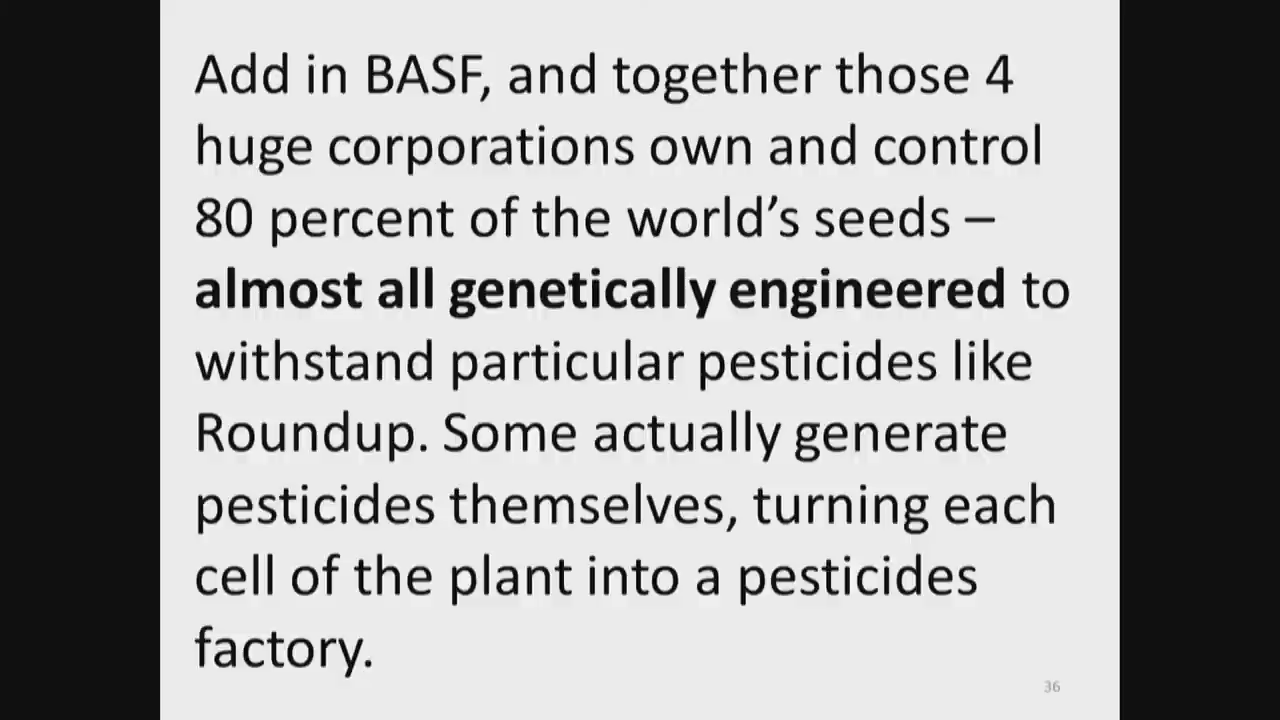 Add in BASF, and together those 4
huge corporations own and control
80 percent of the world’s seeds –
almost all genetically engineered to
withstand particular pesticides like
Roundup. Some actually generate
pesticides themselves, turning each
cell of the plant into a pesticides
factory.
36